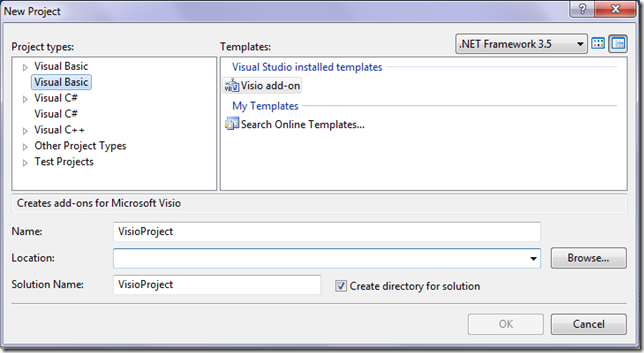 New Project
Project types:
Templates:
.NET Framework 3.5
Visual Basic
Visual Basic
Visual C#
Visual C#
Visual C++
Other Project Types
Test Projects
Visual Studio installed templates
Visio add-on
My Templates
Search Online Templates...
Creates add-ons for Microsoft Visio
Name:
VisioProject
Location:
Browse...
Solution Name:
VisioProject
Create directory for solution
OK
Cancel